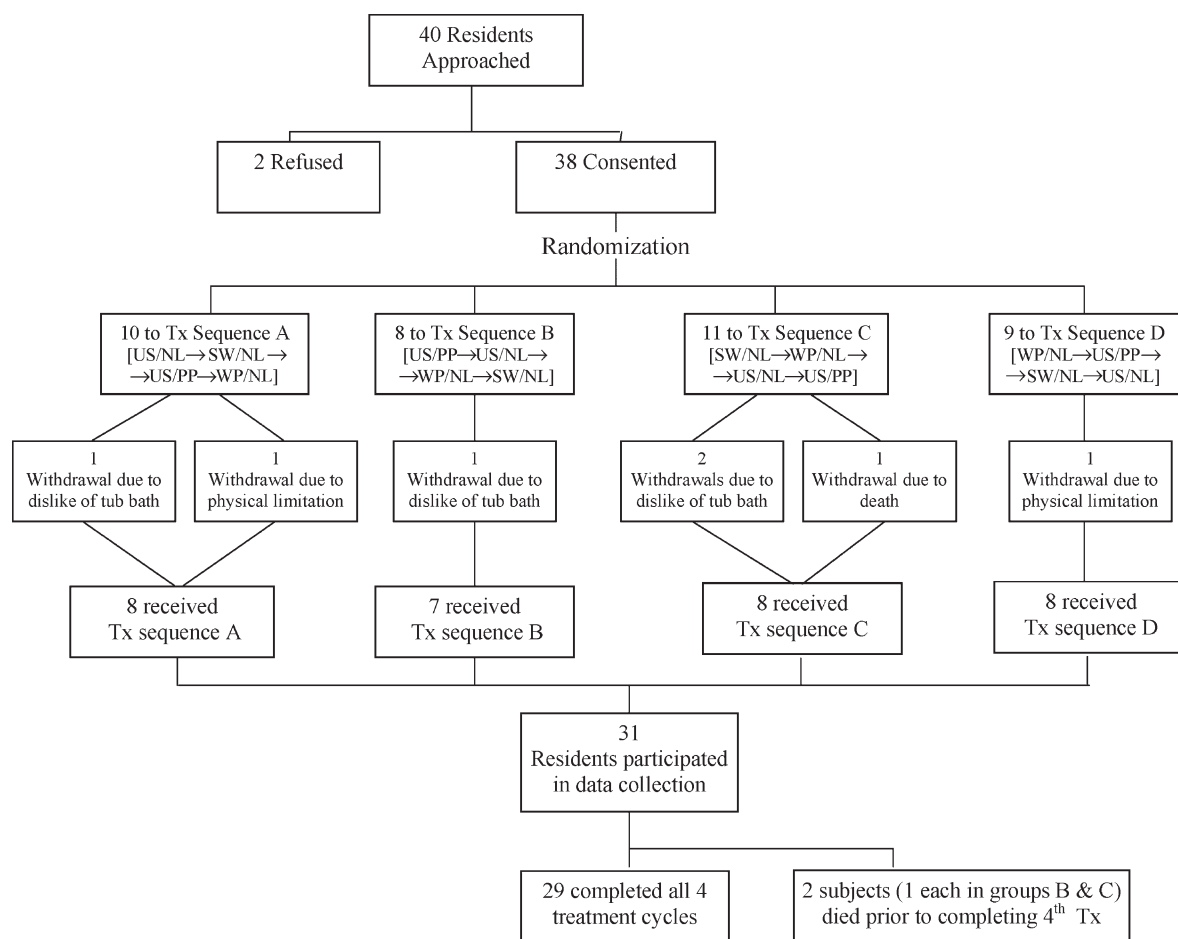 40 Residents
Approached
2 Refused
38 Consented
Randomization
10 to Tx Sequence A
[US/NL→SW/NL→
→US/PP→WP/NL]
8 to Tx Sequence B
[US/PP→US/NL→
→WP/NL→SW/NL]
11 to Tx Sequence C
[SW/NL→WP/NL→
→US/NL→US/PP]
9 to Tx Sequence D
[WP/NL→US/PP→
→SW/NL→US/NL]
1
Withdrawal due to
dislike of tub bath
1
Withdrawal due to
physical limitation
1
Withdrawal due to
dislike of tub bath
2
Withdrawals due to
dislike of tub bath
1
Withdrawal due to
death
1
Withdrawal due to
physical limitation
8 received
Tx sequence A
7 received
Tx sequence B
8 received
Tx sequence C
8 received
Tx sequence D
31
Residents participated
in data collection
29 completed all 4
treatment cycles
2 subjects (1 each in groups B & C)
died prior to completing 4th Tx